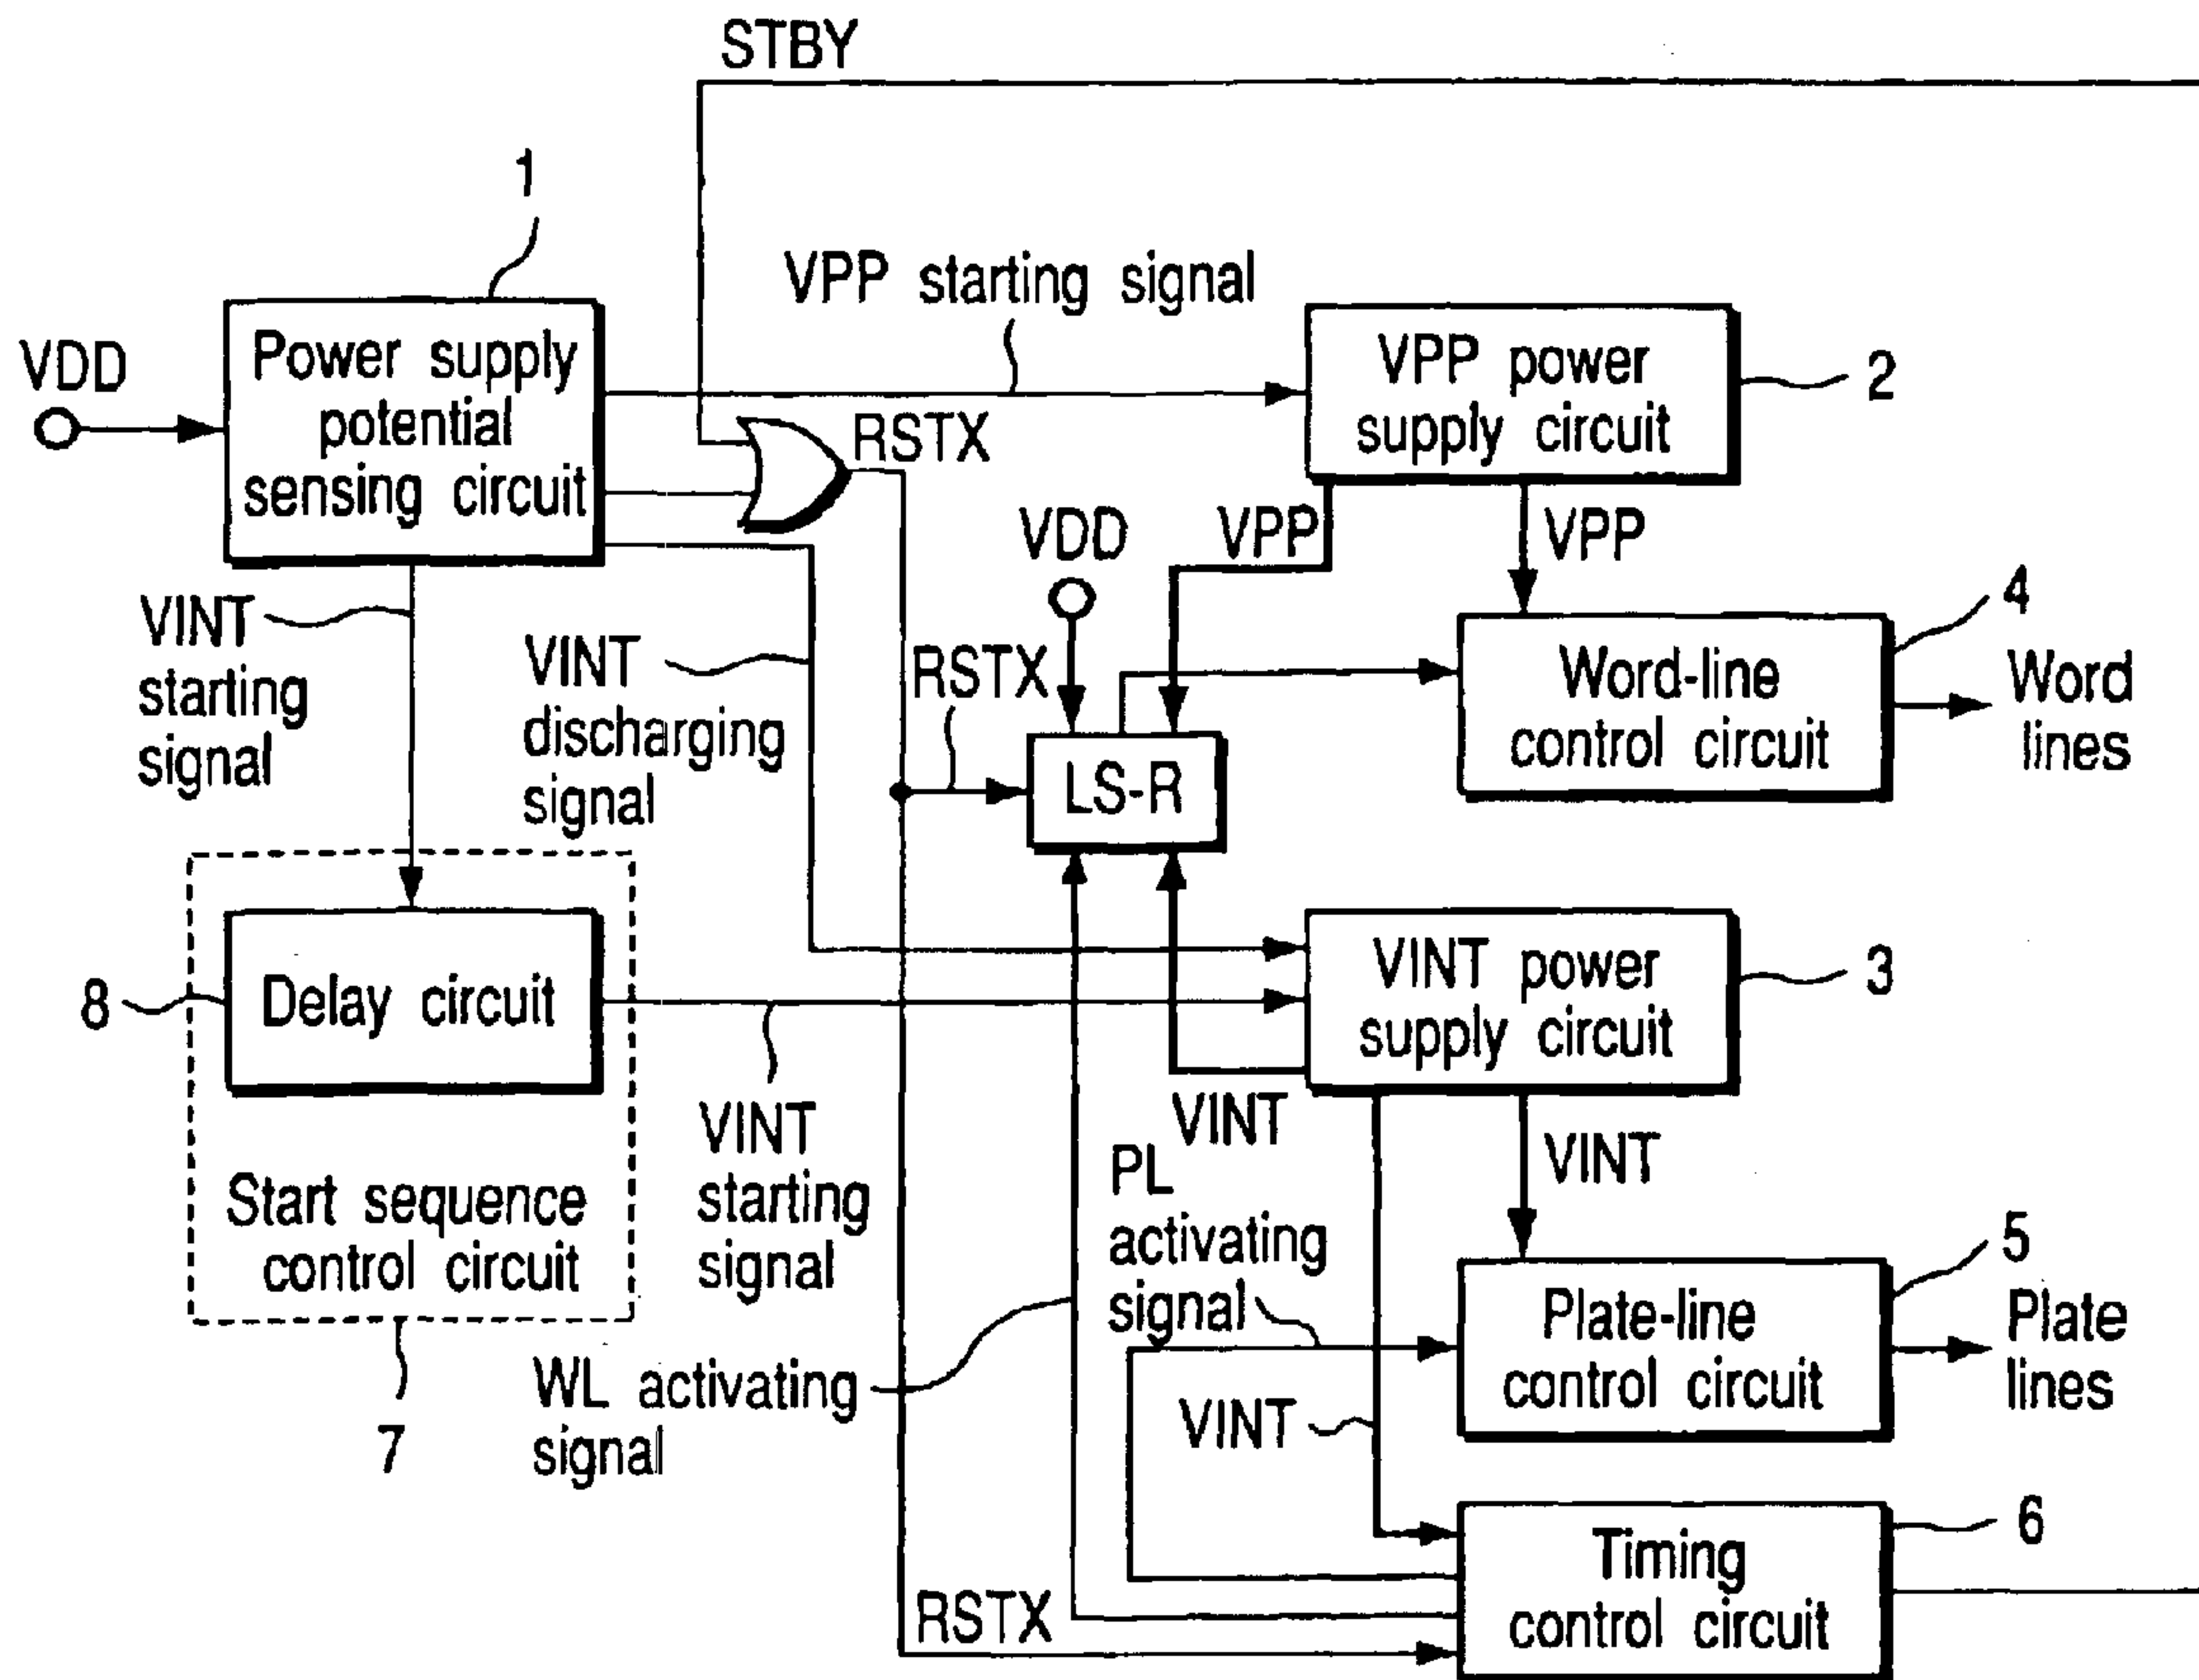 STBY
1
VPP starting signal
VDD
Power supply
potential
sensing circuit
RSTX
VPP power
supply circuit
2
VDD
VPP
VPP
VINT
starting
signal
VINT
discharging
signal
RSTX
LS-R
4
Word-line
control circuit
Word
lines
8
Delay circuit
VINT power
supply circuit
3
VINT
starting
signal
VINT
VINT
Start sequence
control circuit
PL
activating
signal
5
Plate-line
control circuit
Plate
lines
7
WL activating
signal
VINT
6
Timing
control circuit
RSTX